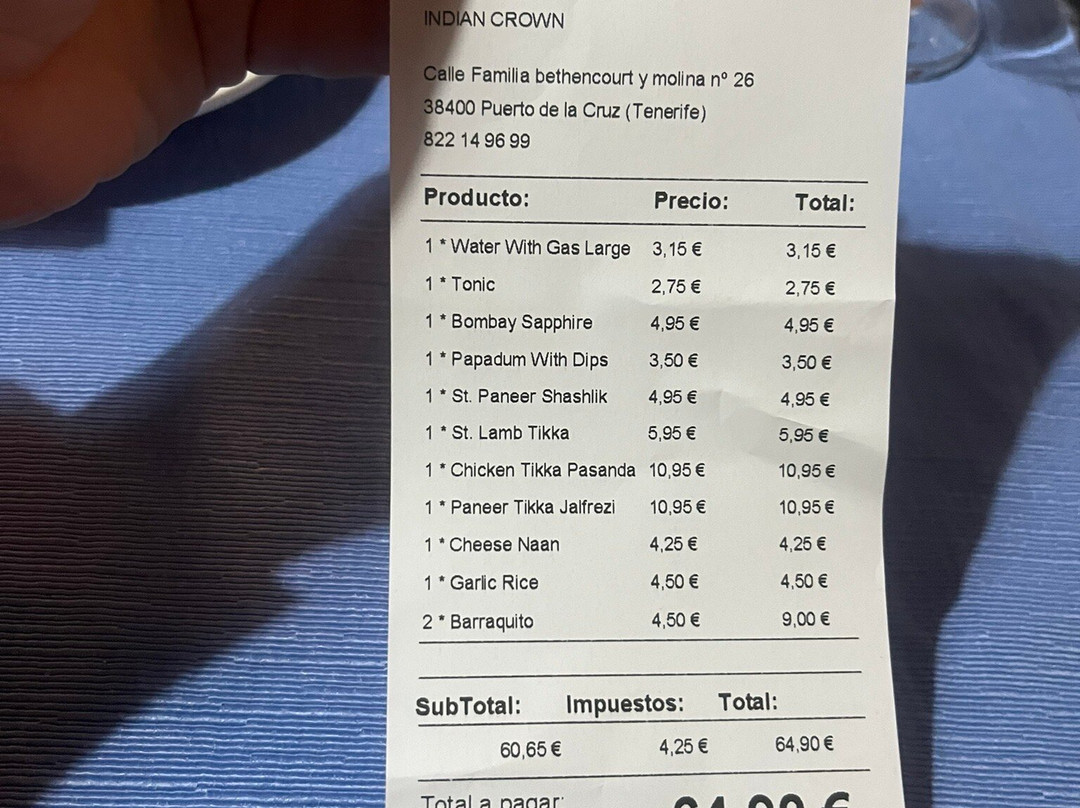 INDIAN CROWN
Calle Familia bethencourt y molina nº 26
38400 Puerto de la Cruz (Tenerife)
822 14 96 99
Producto: Precio: Total:
1 * Water With Gas Large 3,15 € 3,15 €
1 * Tonic 2,75 € 2,75 €
1 * Bombay Sapphire 4,95 € 4,95 €
1 * Papadum With Dips 3,50 € 3,50 €
1 * St. Paneer Shashlik 4,95 € 4,95 €
1 * St. Lamb Tikka 5,95 € 5,95 €
1 * Chicken Tikka Pasanda 10,95 € 10,95 €
1 * Paneer Tikka Jalfrezi 10,95 € 10,95 €
1 * Cheese Naan 4,25 € 4,25 €
1 * Garlic Rice 4,50 € 4,50 €
2 * Barraquito 4,50 € 9,00 €
SubTotal: Impuestos: Total:
60,65 € 4,25 € 64,90 €
Total a pagar: 64,90 €